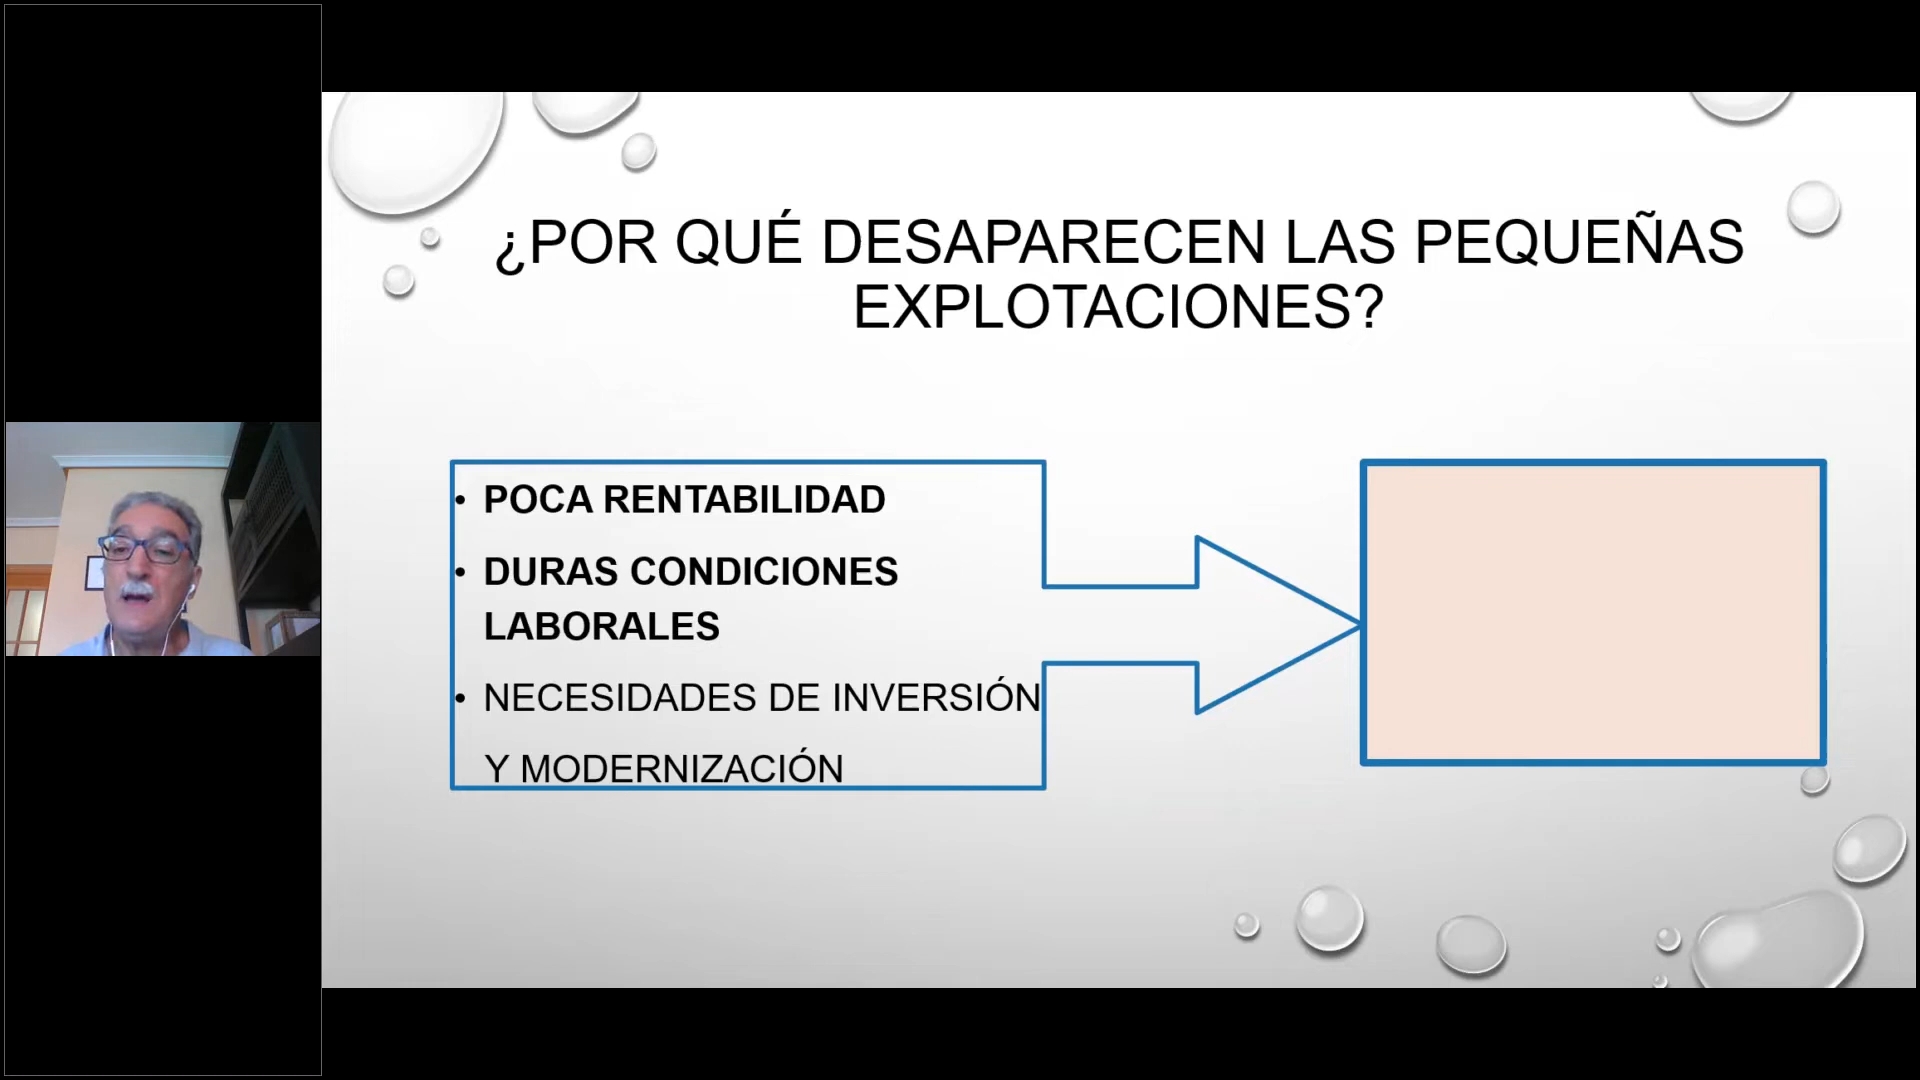 ¿POR QUÉ DESAPARECEN LAS PEQUEÑAS
EXPLOTACIONES?
• POCA RENTABILIDAD
• DURAS CONDICIONES
LABORALES
• NECESIDADES DE INVERSIÓN
Y MODERNIZACIÓN